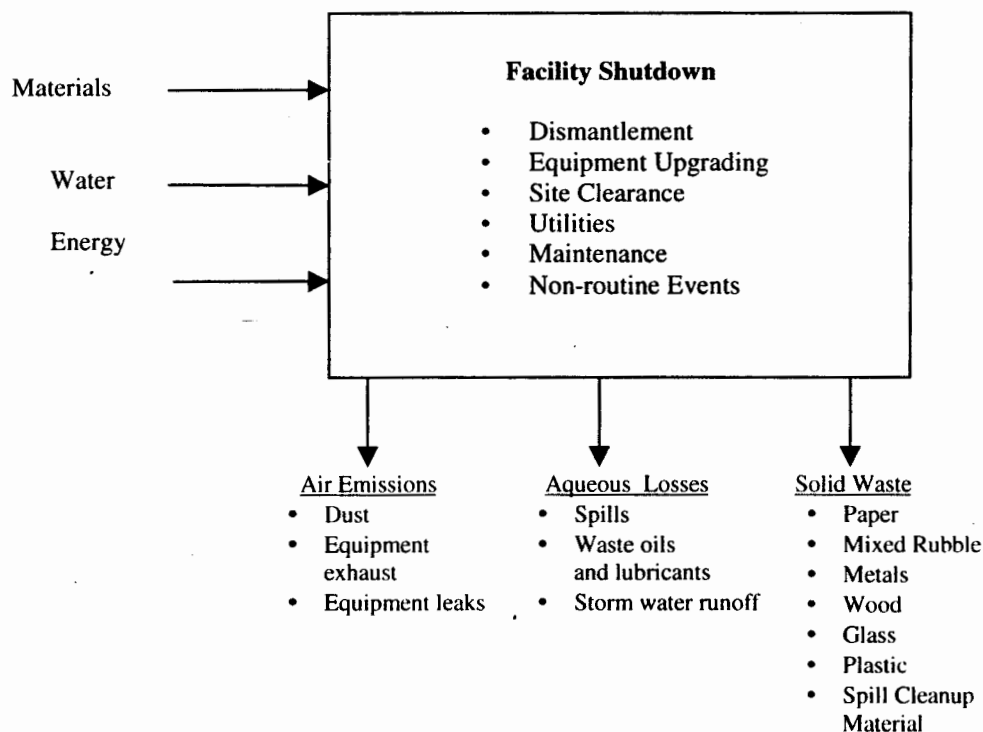 Materials
Water
Energy
Facility Shutdown
• Dismantlement
• Equipment Upgrading
• Site Clearance
• Utilities
• Maintenance
• Non-routine Events
Air Emissions
• Dust
• Equipment
exhaust
• Equipment leaks
Aqueous Losses
• Spills
• Waste oils
and lubricants
• Storm water runoff
Solid Waste
• Paper
• Mixed Rubble
• Metals
• Wood
• Glass
• Plastic
• Spill Cleanup
Material